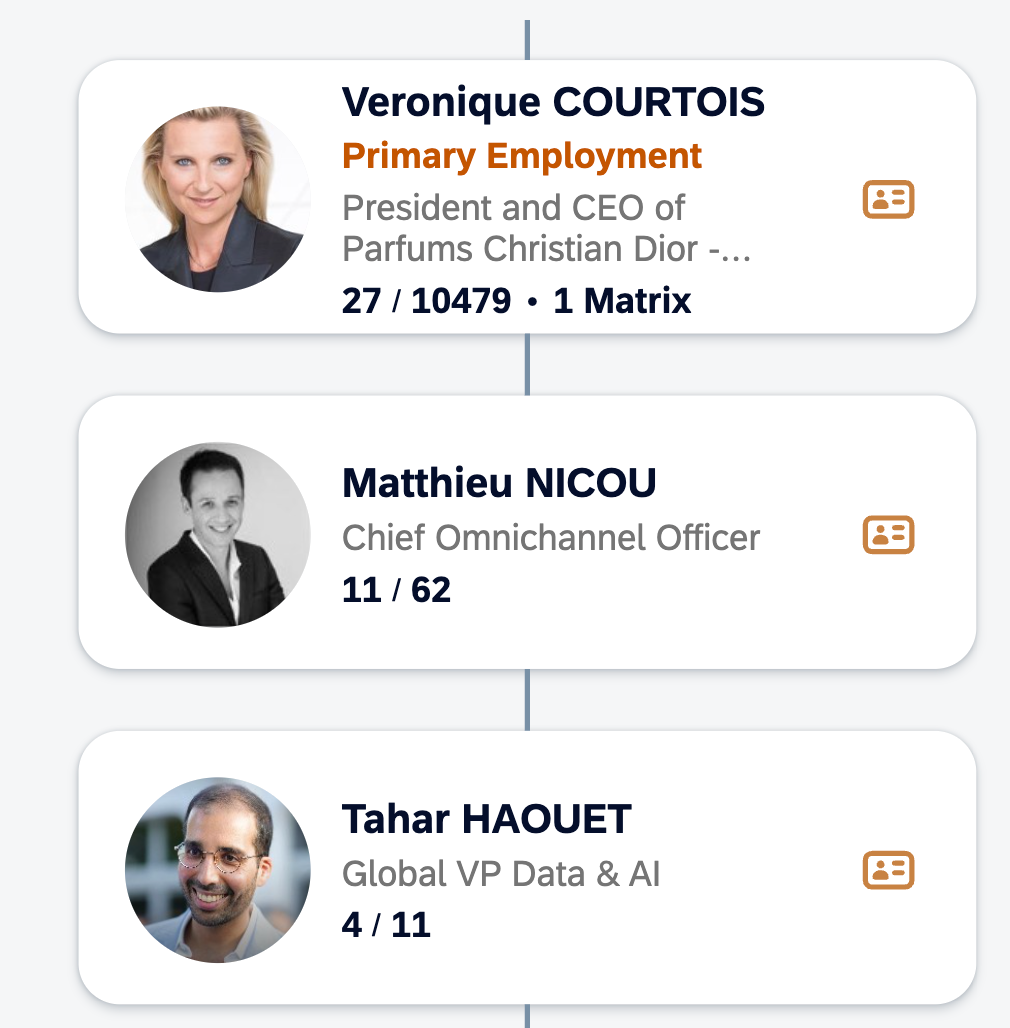 Veronique COURTOIS
Primary Employment
President and CEO of
Parfums Christian Dior -...
27 / 10479 • 1 Matrix
Matthieu NICOU
Chief Omnichannel Officer
11 / 62
Tahar HAOUET
Global VP Data & AI
4 / 11